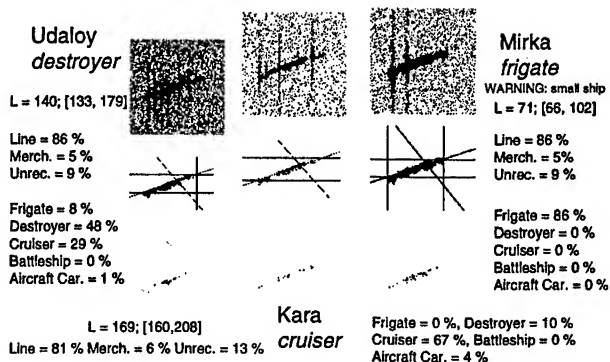 Udaloy
destroyer
L = 140; [133, 179]
Line = 86 %
Merch. = 5 %
Unrec. = 9 %
Frigate = 8 %
Destroyer = 48 %
Cruiser = 29 %
Battleship = 0 %
Aircraft Car. = 1 %
Mirka
frigate
WARNING: small ship
L = 71; [66, 102]
Line = 86 %
Merch. = 5%
Unrec. = 9 %
Frigate = 86 %
Destroyer = 0 %
Cruiser = 0 %
Battleship = 0 %
Aircraft Car. = 0 %
Kara
cruiser
L = 169; [160,208]
Line = 81 % Merch. = 6 % Unrec. = 13 %
Frigate = 0 %, Destroyer = 10 %
Cruiser = 67 %, Battleship = 0 %
Aircraft Car. = 4 %